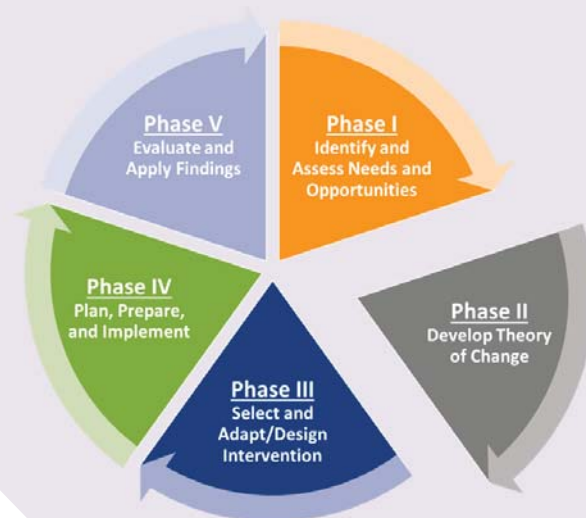 Phase I
Identify and
Assess Needs and
Opportunities
Phase II
Develop Theory
of Change
Phase III
Select and
Adapt/Design
Intervention
Phase IV
Plan, Prepare,
and Implement
Phase V
Evaluate and
Apply Findings